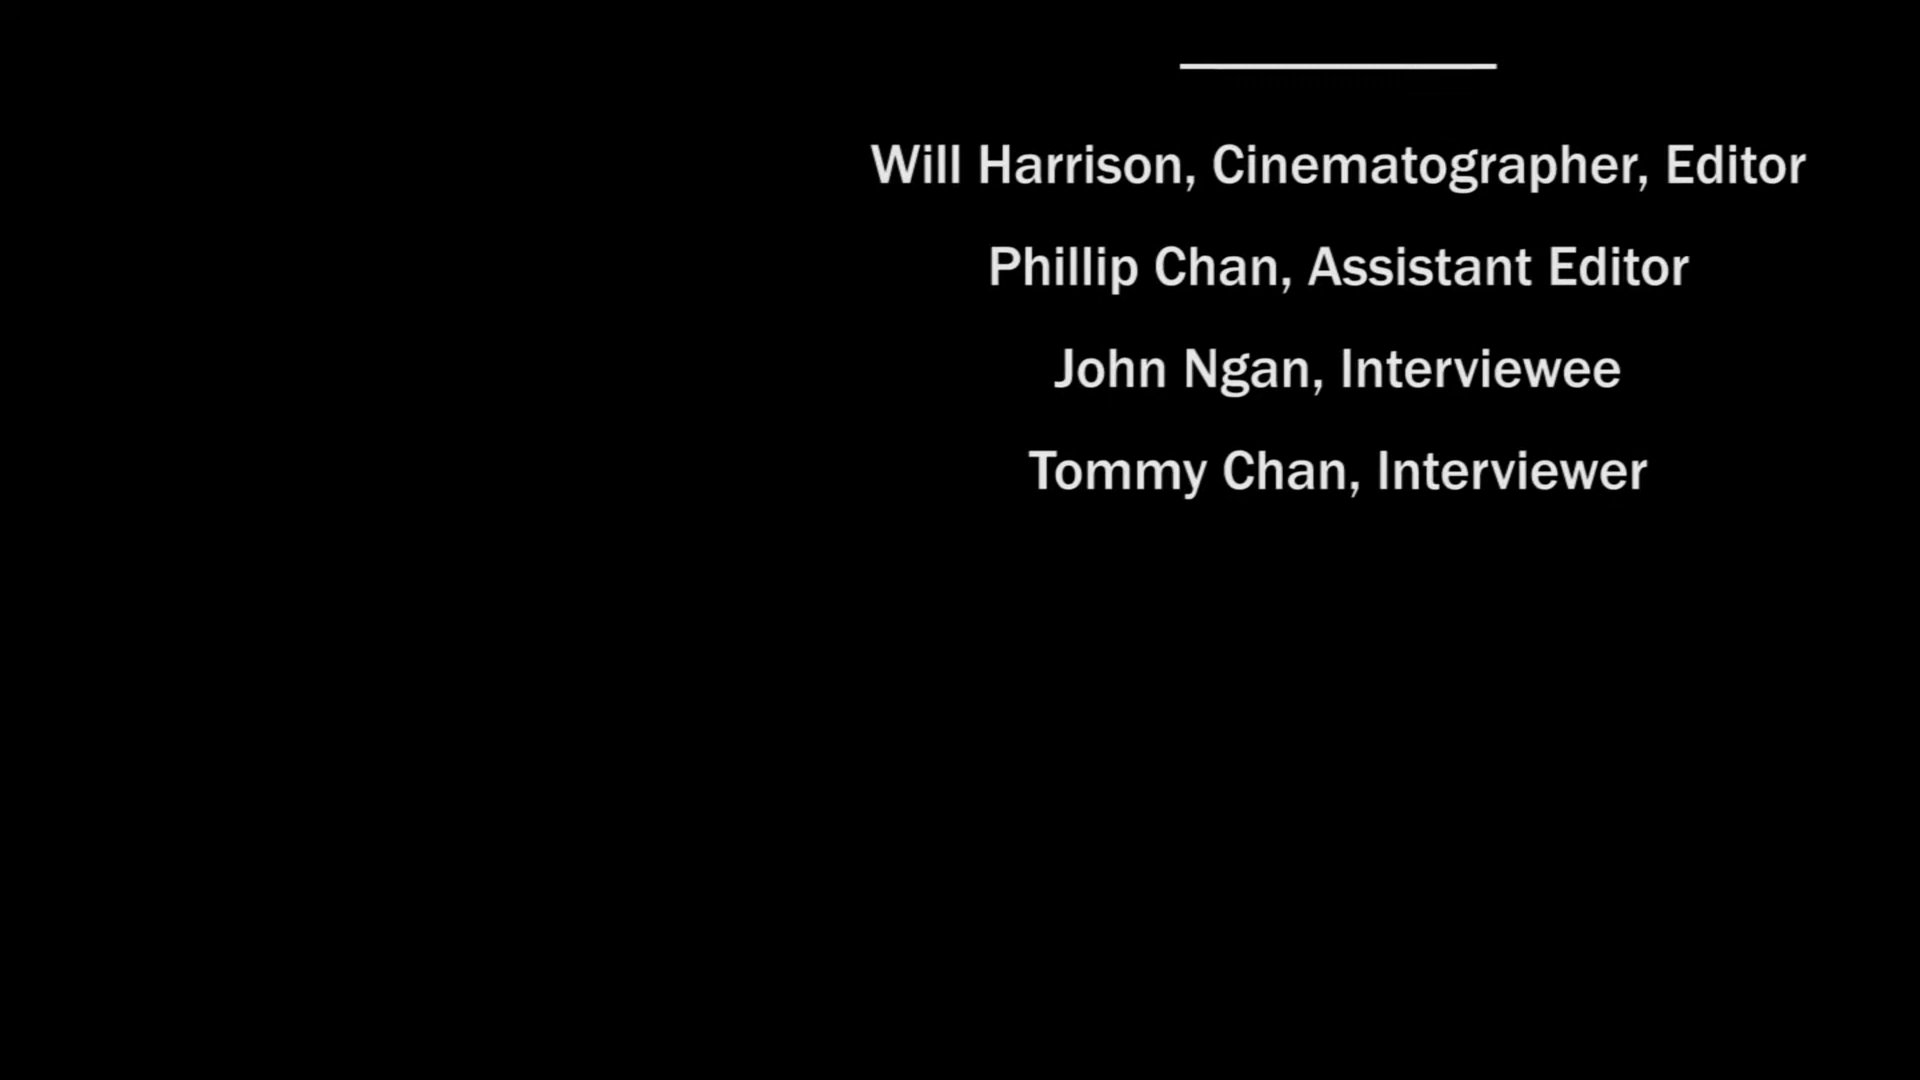 Will Harrison, Cinematographer, Editor
Phillip Chan, Assistant Editor
John Ngan, Interviewee
Tommy Chan, Interviewer